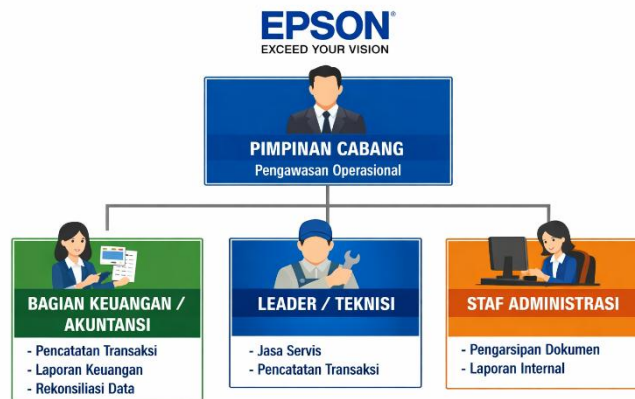 EPSON®
EXCEED YOUR VISION
PIMPINAN CABANG
Pengawasan Operasional
BAGIAN KEUANGAN /
AKUNTANSI
- Pencatatan Transaksi
- Laporan Keuangan
- Rekonsiliasi Data
LEADER / TEKNISI
- Jasa Servis
- Pencatatan Transaksi
STAF ADMINISTRASI
- Pengarsipan Dokumen
- Laporan Internal